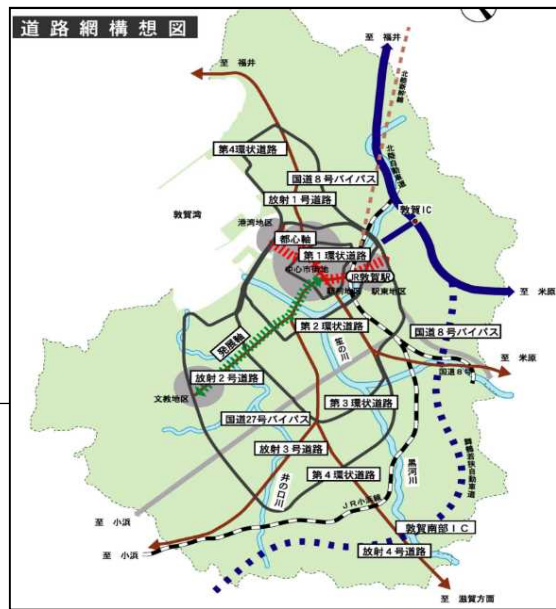 道路網構想図
至 福井
至 福井
北陸新幹線
北陸自動車道
第4環状道路
国道8号バイパス
放射1号道路
敦賀湾
敦賀IC
港湾地区
都心軸
第1環状道路
中心市街地
JR敦賀駅
駅前地区
駅東地区
至 米原
第2環状道路
笙の川
国道8号バイパス
発展軸
至 米原
放射2号道路
国道8号
文教地区
第3環状道路
国道27号バイパス
放射3号道路
井の口川
第4環状道路
黒河川
舞鶴若狭自動車道
JR小浜線
至 小浜
敦賀南部IC
至 小浜
放射4号道路
至 滋賀方面